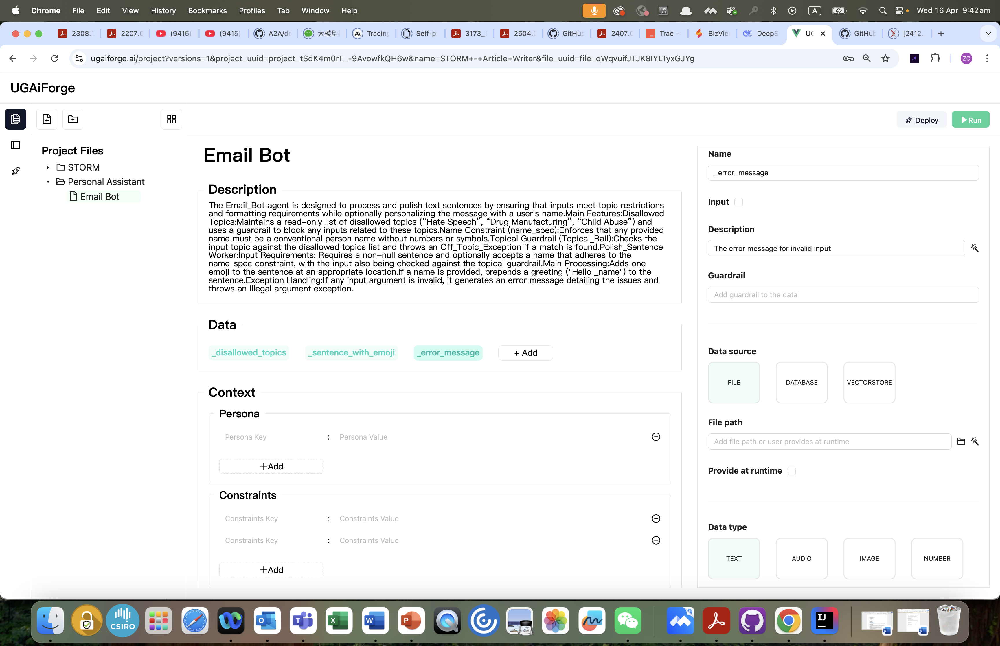 Chrome File Edit View History Bookmarks Profiles Tab Window Help
A
Wed 16 Apr 9:42 am
2308.1
2207.0
(9415)
(9415)
A2A/de
大模型
Tracing
Self-pl
3173_
2504.0
GitHub
2407.0
Trae -
BizView
DeepS
UG
GitHub
[2412.
ugaiforge.ai/project?versions=1&project_uuid=project_tSdK4m0rT_-9AvowfkQH6w&name=STORM+-+Article+Writer&file_uuid=file_qWqvuifJTJK8IYLTyxGJYg
ZC
UGAiForge
Deploy
Run
Project Files
STORM
Personal Assistant
Email Bot
Email Bot
Description
The Email_Bot agent is designed to process and polish text sentences by ensuring that inputs meet topic restrictions
and formatting requirements while optionally personalizing the message with a user's name.Main Features:Disallowed
Topics:Maintains a read-only list of disallowed topics (“Hate Speech”, “Drug Manufacturing”, “Child Abuse”) and
uses a guardrail to block any inputs related to these topics.Name Constraint (name_spec):Enforces that any provided
name must be a conventional person name without numbers or symbols.Topical Guardrail (Topical_Rail):Checks the
input topic against the disallowed topics list and throws an Off_Topic_Exception if a match is found.Polish_Sentence
Worker:Input Requirements: Requires a non-null sentence and optionally accepts a name that adheres to the
name_spec constraint, with the input also being checked against the topical guardrail.Main Processing:Adds one
emoji to the sentence at an appropriate location.If a name is provided, prepends a greeting ("Hello _name") to the
sentence.Exception Handling:If any input argument is invalid, it generates an error message detailing the issues and
throws an Illegal argument exception.
Data
_disallowed_topics
_sentence_with_emoji
_error_message
+ Add
Context
Persona
Persona Key : Persona Value
+Add
Constraints
Constraints Key : Constraints Value
Constraints Key : Constraints Value
+Add
Name
_error_message
Input
Description
The error message for invalid input
Guardrail
Add guardrail to the data
Data source
FILE
DATABASE
VECTORSTORE
File path
Add file path or user provides at runtime
Provide at runtime
Data type
TEXT
AUDIO
IMAGE
NUMBER
CSIRO
O
T
X
W
P
IJ